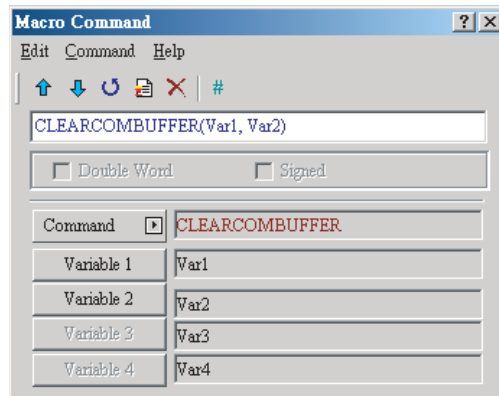 Macro Command
Edit Command Help
#
CLEARCOMBUFFER(Var1, Var2)
Double Word Signed
Command CLEARCOMBUFFER
Variable 1 Var1
Variable 2 Var2
Variable 3 Var3
Variable 4 Var4